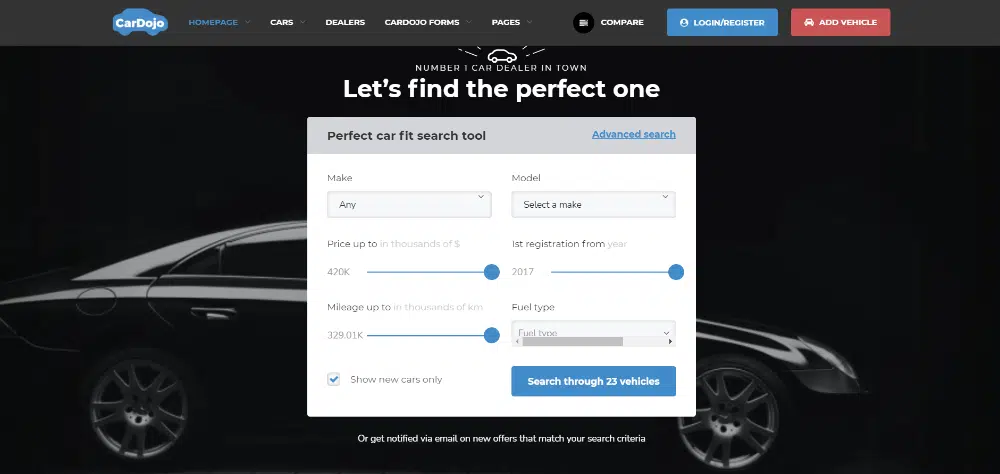 CarDojo HOMEPAGE CARS DEALERS CARDOJO FORMS PAGES COMPARE LOGIN/REGISTER ADD VEHICLE
NUMBER 1 CAR DEALER IN TOWN
Let's find the perfect one
Perfect car fit search tool Advanced search
Make Model
Any Select a make
Price up to in thousands of $ 1st registration from year
420K 2017
Mileage up to in thousands of km Fuel type
329.01K Fuel type
Show new cars only Search through 23 vehicles
Or get notified via email on new offers that match your search criteria